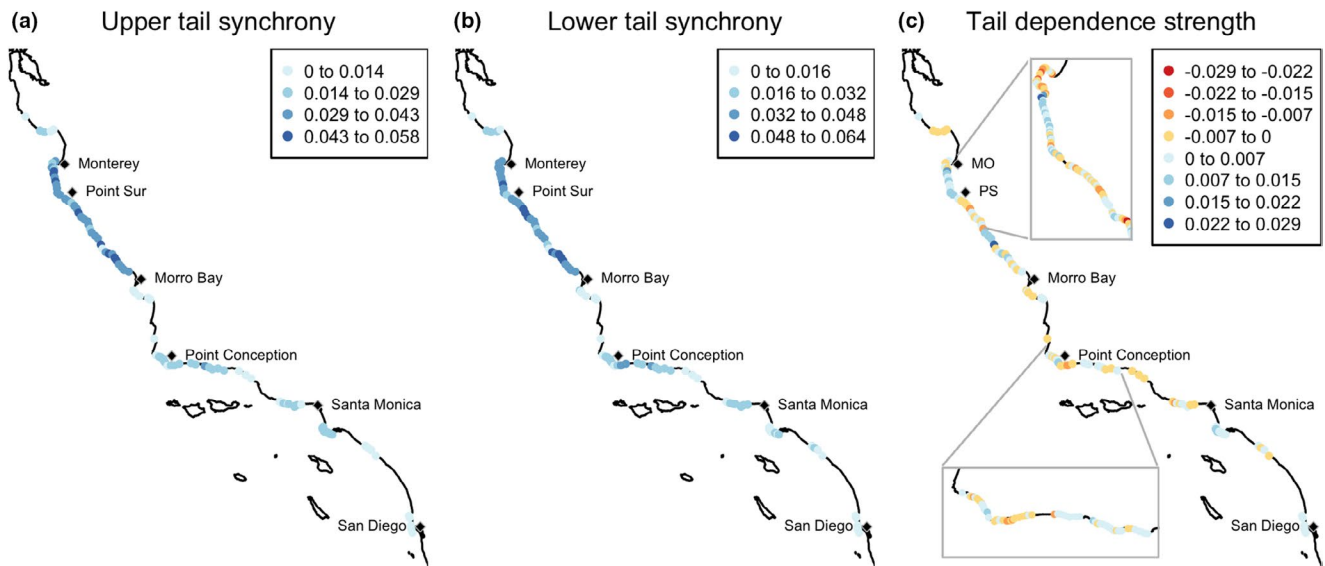 (a) Upper tail synchrony
0 to 0.014
0.014 to 0.029
0.029 to 0.043
0.043 to 0.058
Monterey
Point Sur
Morro Bay
Point Conception
Santa Monica
San Diego
(b) Lower tail synchrony
0 to 0.016
0.016 to 0.032
0.032 to 0.048
0.048 to 0.064
Monterey
Point Sur
Morro Bay
Point Conception
Santa Monica
San Diego
(c) Tail dependence strength
-0.029 to -0.022
-0.022 to -0.015
-0.015 to -0.007
-0.007 to 0
0 to 0.007
0.007 to 0.015
0.015 to 0.022
0.022 to 0.029
MO
PS
Morro Bay
Point Conception
Santa Monica
San Diego